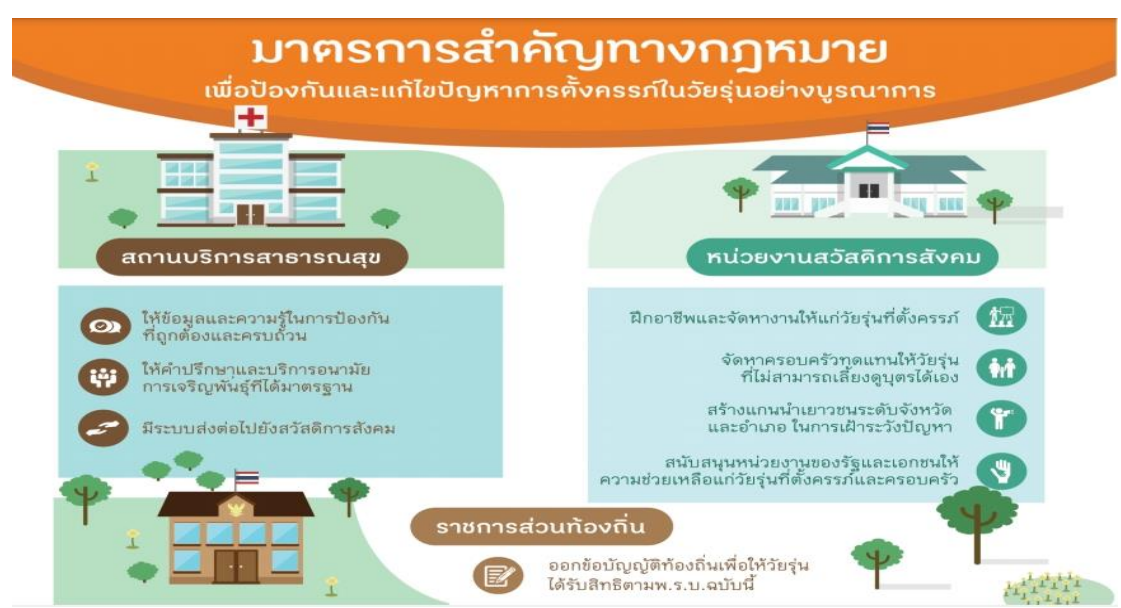 มาตรการสำคัญทางกฎหมาย
เพื่อป้องกันและแก้ไขปัญหาการตั้งครรภ์ในวัยรุ่นอย่างบูรณาการ
สถานบริการสาธารณสุข
ให้ข้อมูลและความรู้ในการป้องกัน
ที่ถูกต้องและครบถ้วน
ให้คำปรึกษาและบริการอนามัย
การเจริญพันธุ์ที่ได้มาตรฐาน
มีระบบส่งต่อไปยังสวัสดิการสังคม
หน่วยงานสวัสดิการสังคม
ฝึกอาชีพและจัดหางานให้แก่วัยรุ่นที่ตั้งครรภ์
จัดหาครอบครัวทดแทนให้วัยรุ่น
ที่ไม่สามารถเลี้ยงดูบุตรได้เอง
สร้างแกนนำเยาวชนระดับจังหวัด
และอำเภอ ในการเฝ้าระวังปัญหา
สนับสนุนหน่วยงานของรัฐและเอกชนให้
ความช่วยเหลือแก่วัยรุ่นที่ตั้งครรภ์และครอบครัว
ราชการส่วนท้องถิ่น
ออกข้อบัญญัติท้องถิ่นเพื่อให้วัยรุ่น
ได้รับสิทธิตามพ.ร.บ.ฉบับนี้